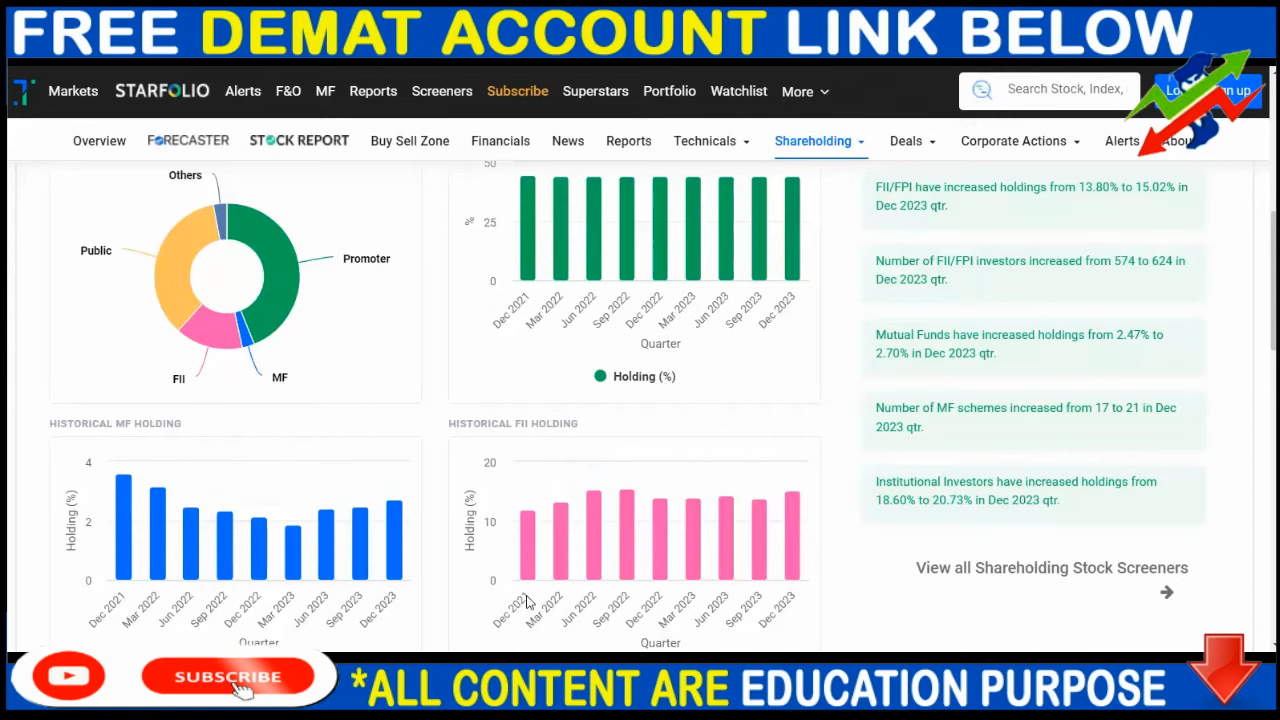 FREE DEMAT ACCOUNT LINK BELOW
Markets STARFOLIO Alerts F&O MF Reports Screeners Subscribe Superstars Portfolio Watchlist More Search Stock, Index,
Overview FORECASTER STOCK REPORT Buy Sell Zone Financials News Reports Technicals Shareholding Deals Corporate Actions Alerts
Others
Public
Promoter
FII
MF
50
%
25
0
Dec 2021
Mar 2022
Jun 2022
Sep 2022
Dec 2022
Mar 2023
Jun 2023
Sep 2023
Dec 2023
Quarter
Holding (%)
FII/FPI have increased holdings from 13.80% to 15.02% in
Dec 2023 qtr.
Number of FII/FPI investors increased from 574 to 624 in
Dec 2023 qtr.
Mutual Funds have increased holdings from 2.47% to
2.70% in Dec 2023 qtr.
Number of MF schemes increased from 17 to 21 in Dec
2023 qtr.
Institutional Investors have increased holdings from
18.60% to 20.73% in Dec 2023 qtr.
View all Shareholding Stock Screeners
HISTORICAL MF HOLDING
4
Holding (%)
2
0
Dec 2021
Mar 2022
Jun 2022
Sep 2022
Dec 2022
Mar 2023
Jun 2023
Sep 2023
Dec 2023
Quarter
HISTORICAL FII HOLDING
20
Holding (%)
10
0
Dec 2021
Mar 2022
Jun 2022
Sep 2022
Dec 2022
Mar 2023
Jun 2023
Sep 2023
Dec 2023
Quarter
SUBSCRIBE
*ALL CONTENT ARE EDUCATION PURPOSE